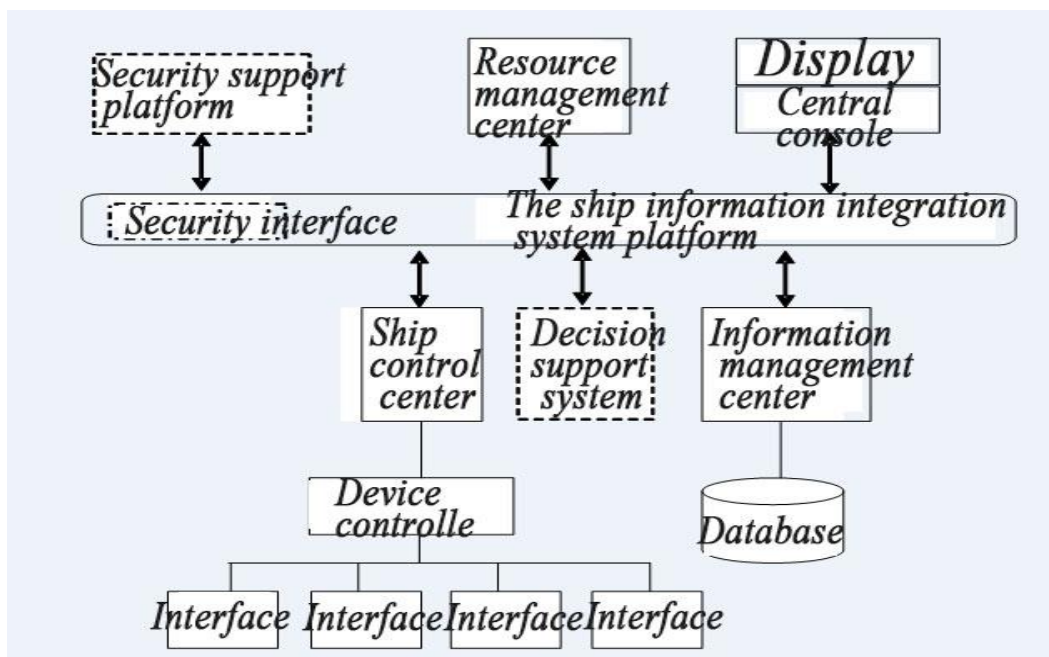 Security support
platform
Resource
management
center
Display
Central
console
Security interface
The ship information integration
system platform
Ship
control
center
Decision
support
system
Information
management
center
Device
controlle
Database
Interface
Interface
Interface
Interface